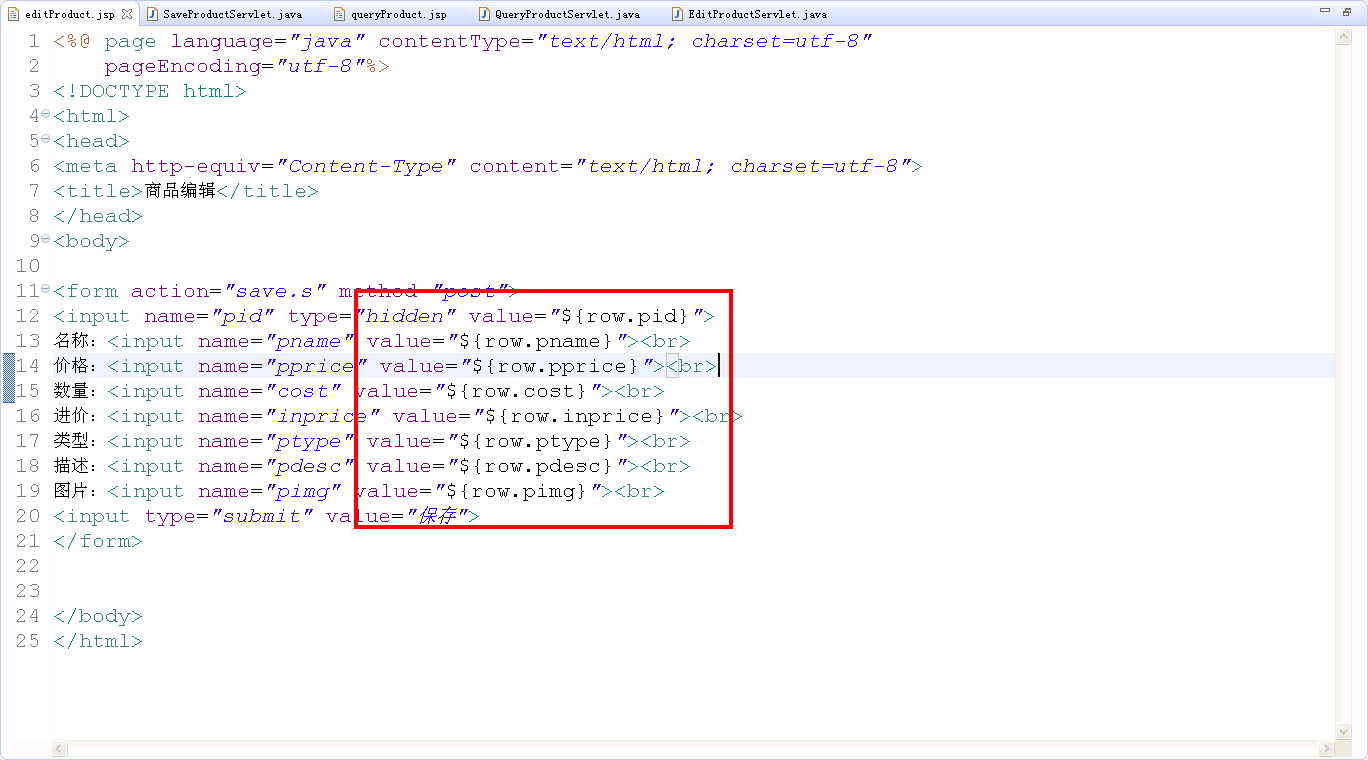 editProduct.jsp SaveProductServlet.java queryProduct.jsp QueryProductServlet.java EditProductServlet.java
1 <%@ page language="java" contentType="text/html; charset=utf-8"
2 pageEncoding="utf-8"%>
3 <!DOCTYPE html>
4 <html>
5 <head>
6 <meta http-equiv="Content-Type" content="text/html; charset=utf-8">
7 <title>商品编辑</title>
8 </head>
9 <body>
10
11 <form action="save.s" method="post">
12 <input name="pid" type="hidden" value="${row.pid}">
13 名称：<input name="pname" value="${row.pname}"><br>
14 价格：<input name="pprice" value="${row.pprice}"><br>
15 数量：<input name="cost" value="${row.cost}"><br>
16 进价：<input name="inprice" value="${row.inprice}"><br>
17 类型：<input name="ptype" value="${row.ptype}"><br>
18 描述：<input name="pdesc" value="${row.pdesc}"><br>
19 图片：<input name="pimg" value="${row.pimg}"><br>
20 <input type="submit" value="保存">
21 </form>
22
23
24 </body>
25 </html>